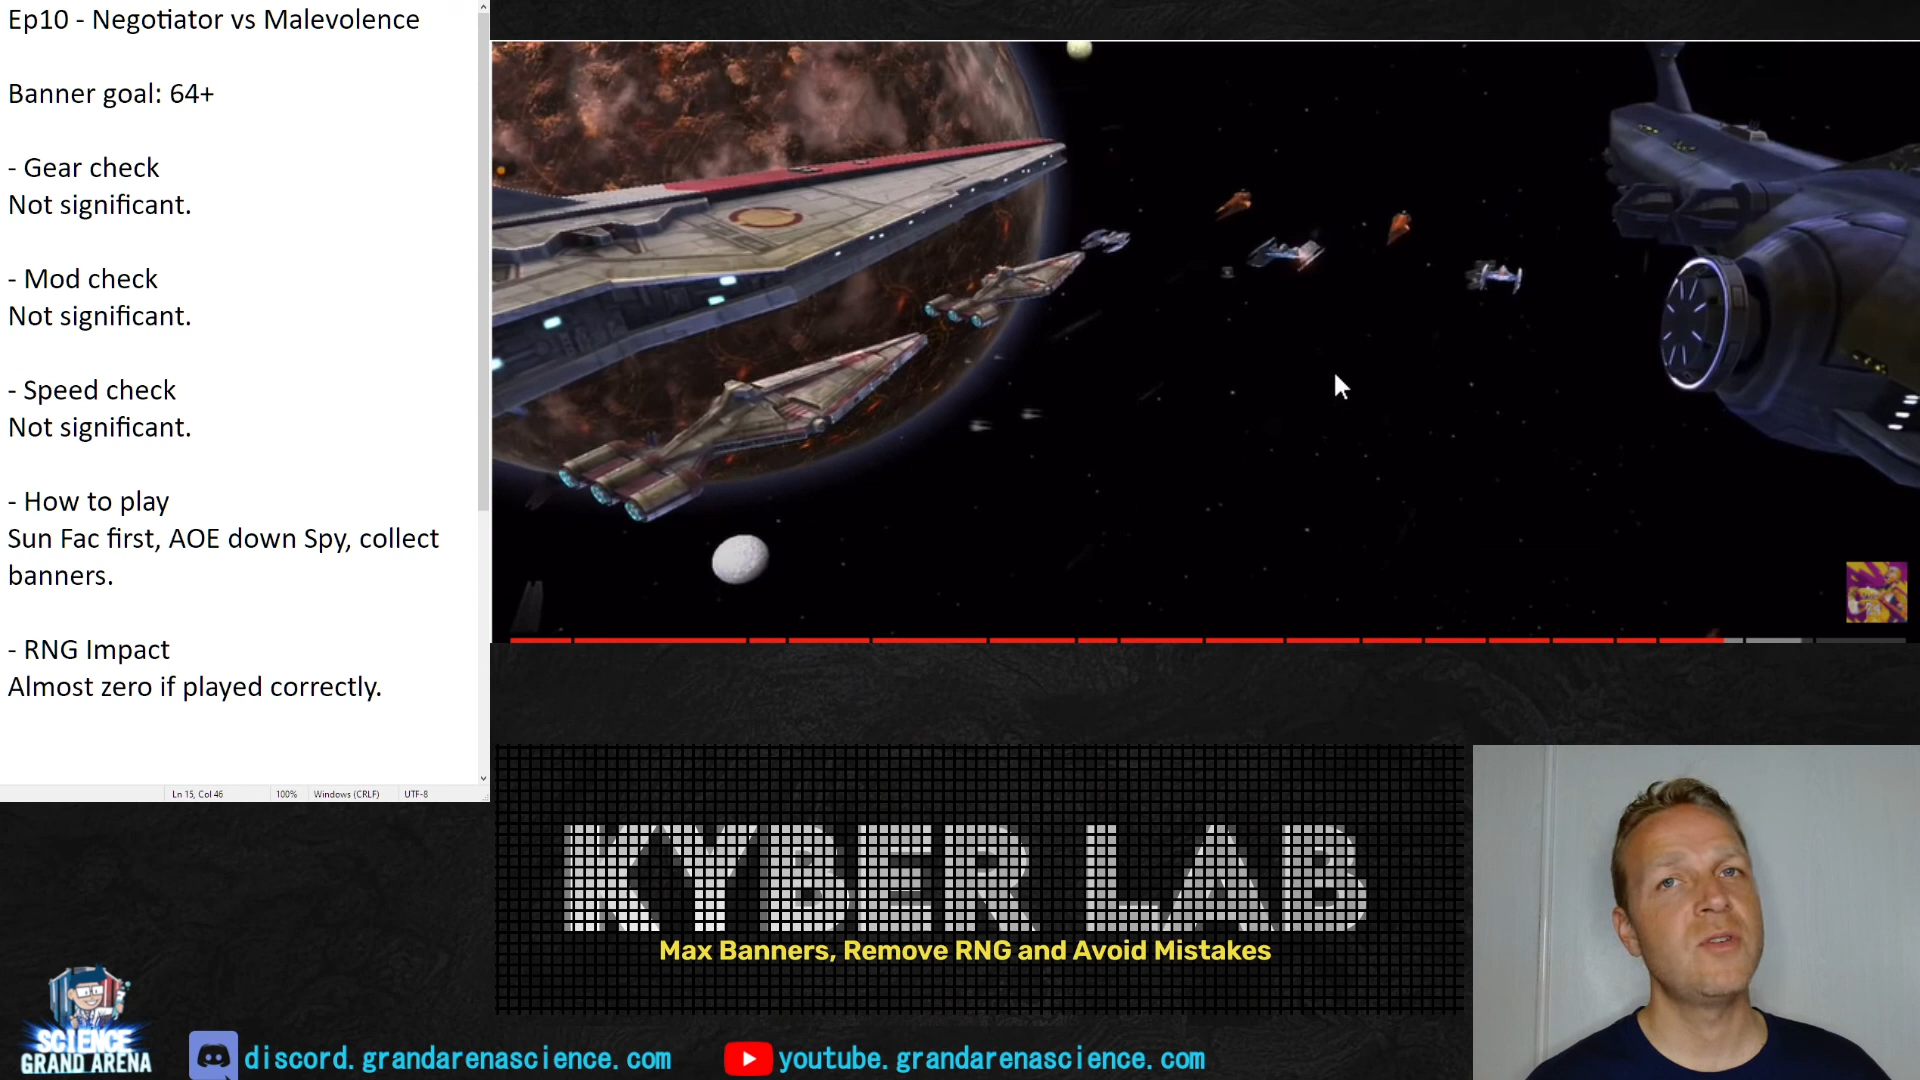 Ep10 - Negotiator vs Malevolence
Banner goal: 64+
- Gear check
Not significant.
- Mod check
Not significant.
- Speed check
Not significant.
- How to play
Sun Fac first, AOE down Spy, collect
banners.
- RNG Impact
Almost zero if played correctly.
Ln 15, Col 46
100%
Windows (CRLF)
UTF-8
KYBER LAB
Max Banners, Remove RNG and Avoid Mistakes
SCIENCE
GRAND ARENA
discord.grandarenascience.com
youtube.grandarenascience.com